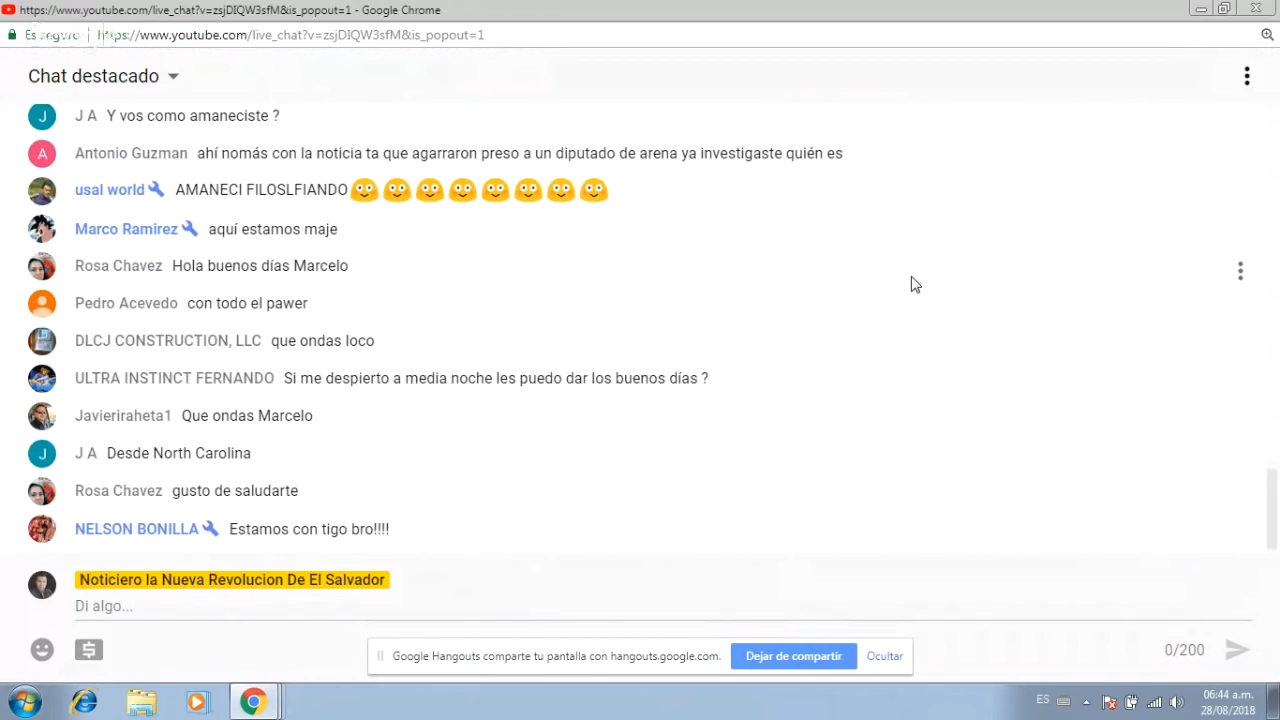 https://www.youtube.com/live_chat?v=zsjDIQW3sfM&is_popout=1 - Google Chrome
Es seguro | https://www.youtube.com/live_chat?v=zsjDIQW3sfM&is_popout=1
Chat destacado
J J A Y vos como amaneciste ?
A Antonio Guzman ahí nomás con la noticia ta que agarraron preso a un diputado de arena ya investigaste quién es
usal world AMANECI FILOSLFIANDO
Marco Ramirez aquí estamos maje
Rosa Chavez Hola buenos días Marcelo
Pedro Acevedo con todo el pawer
DLCJ CONSTRUCTION, LLC que ondas loco
ULTRA INSTINCT FERNANDO Si me despierto a media noche les puedo dar los buenos días ?
Javieriraheta1 Que ondas Marcelo
J J A Desde North Carolina
Rosa Chavez gusto de saludarte
NELSON BONILLA Estamos con tigo bro!!!!
Noticiero la Nueva Revolucion De El Salvador
Di algo...
Google Hangouts comparte tu pantalla con hangouts.google.com. Dejar de compartir Ocultar
0/200
ES 06:44 a.m.
28/08/2018